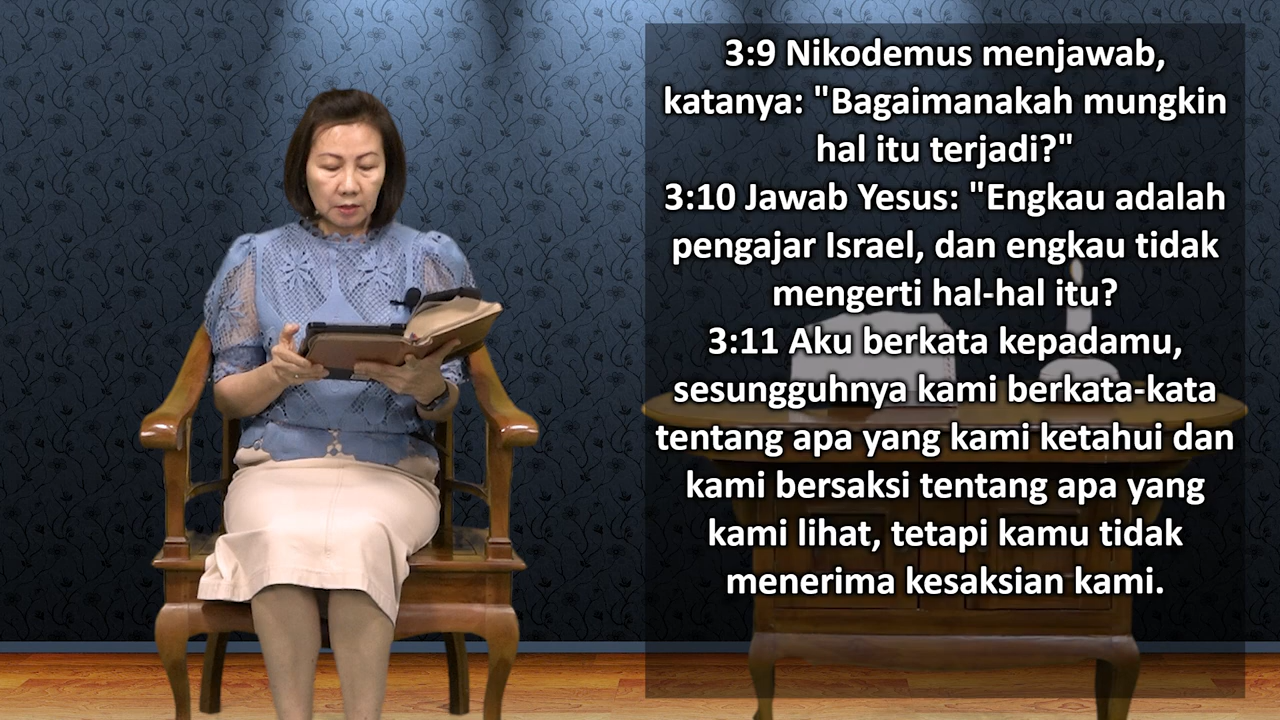 3:9 Nikodemus menjawab,
katanya: "Bagaimanakah mungkin
hal itu terjadi?"
3:10 Jawab Yesus: "Engkau adalah
pengajar Israel, dan engkau tidak
mengerti hal-hal itu?
3:11 Aku berkata kepadamu,
sesungguhnya kami berkata-kata
tentang apa yang kami ketahui dan
kami bersaksi tentang apa yang
kami lihat, tetapi kamu tidak
menerima kesaksian kami.